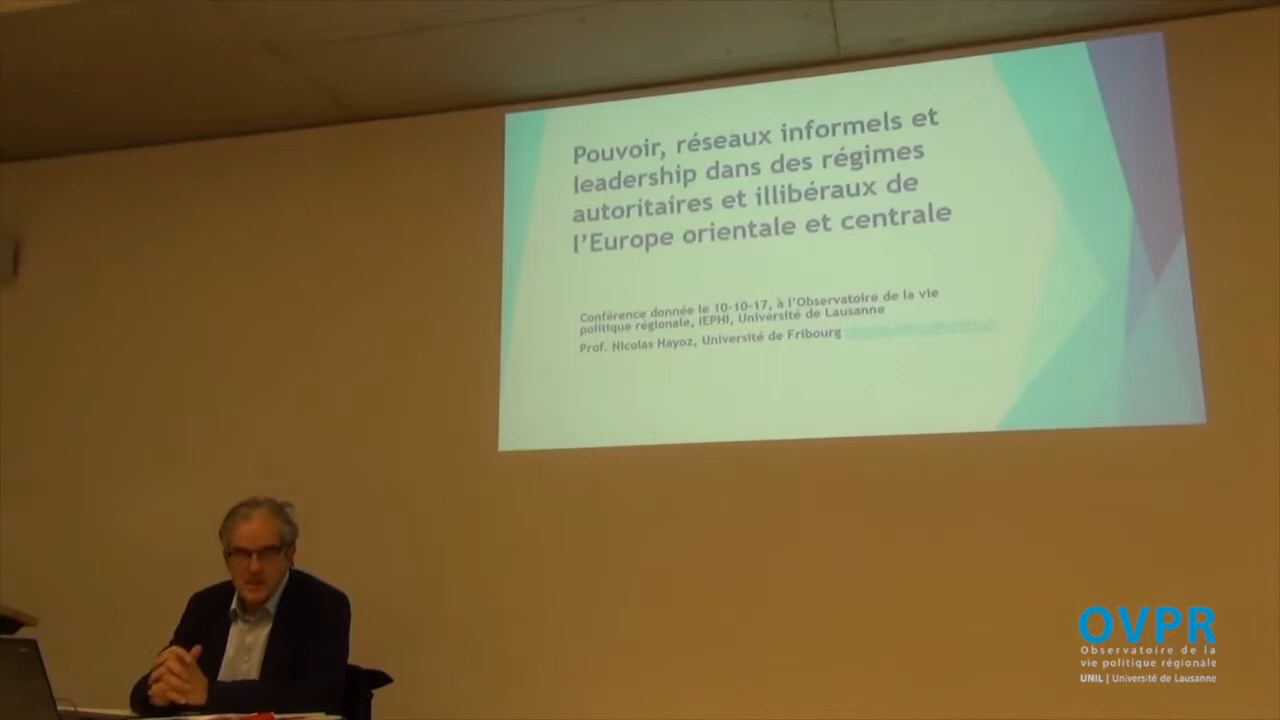 Pouvoir, réseaux informels et
leadership dans des régimes
autoritaires et illibéraux de
l'Europe orientale et centrale
Conférence donnée le 10-10-17, à l'Observatoire de la vie
politique régionale, IEPHI, Université de Lausanne
Prof. Nicolas Hayoz, Université de Fribourg
OVPR
Observatoire de la
vie politique régionale
UNIL | Université de Lausanne